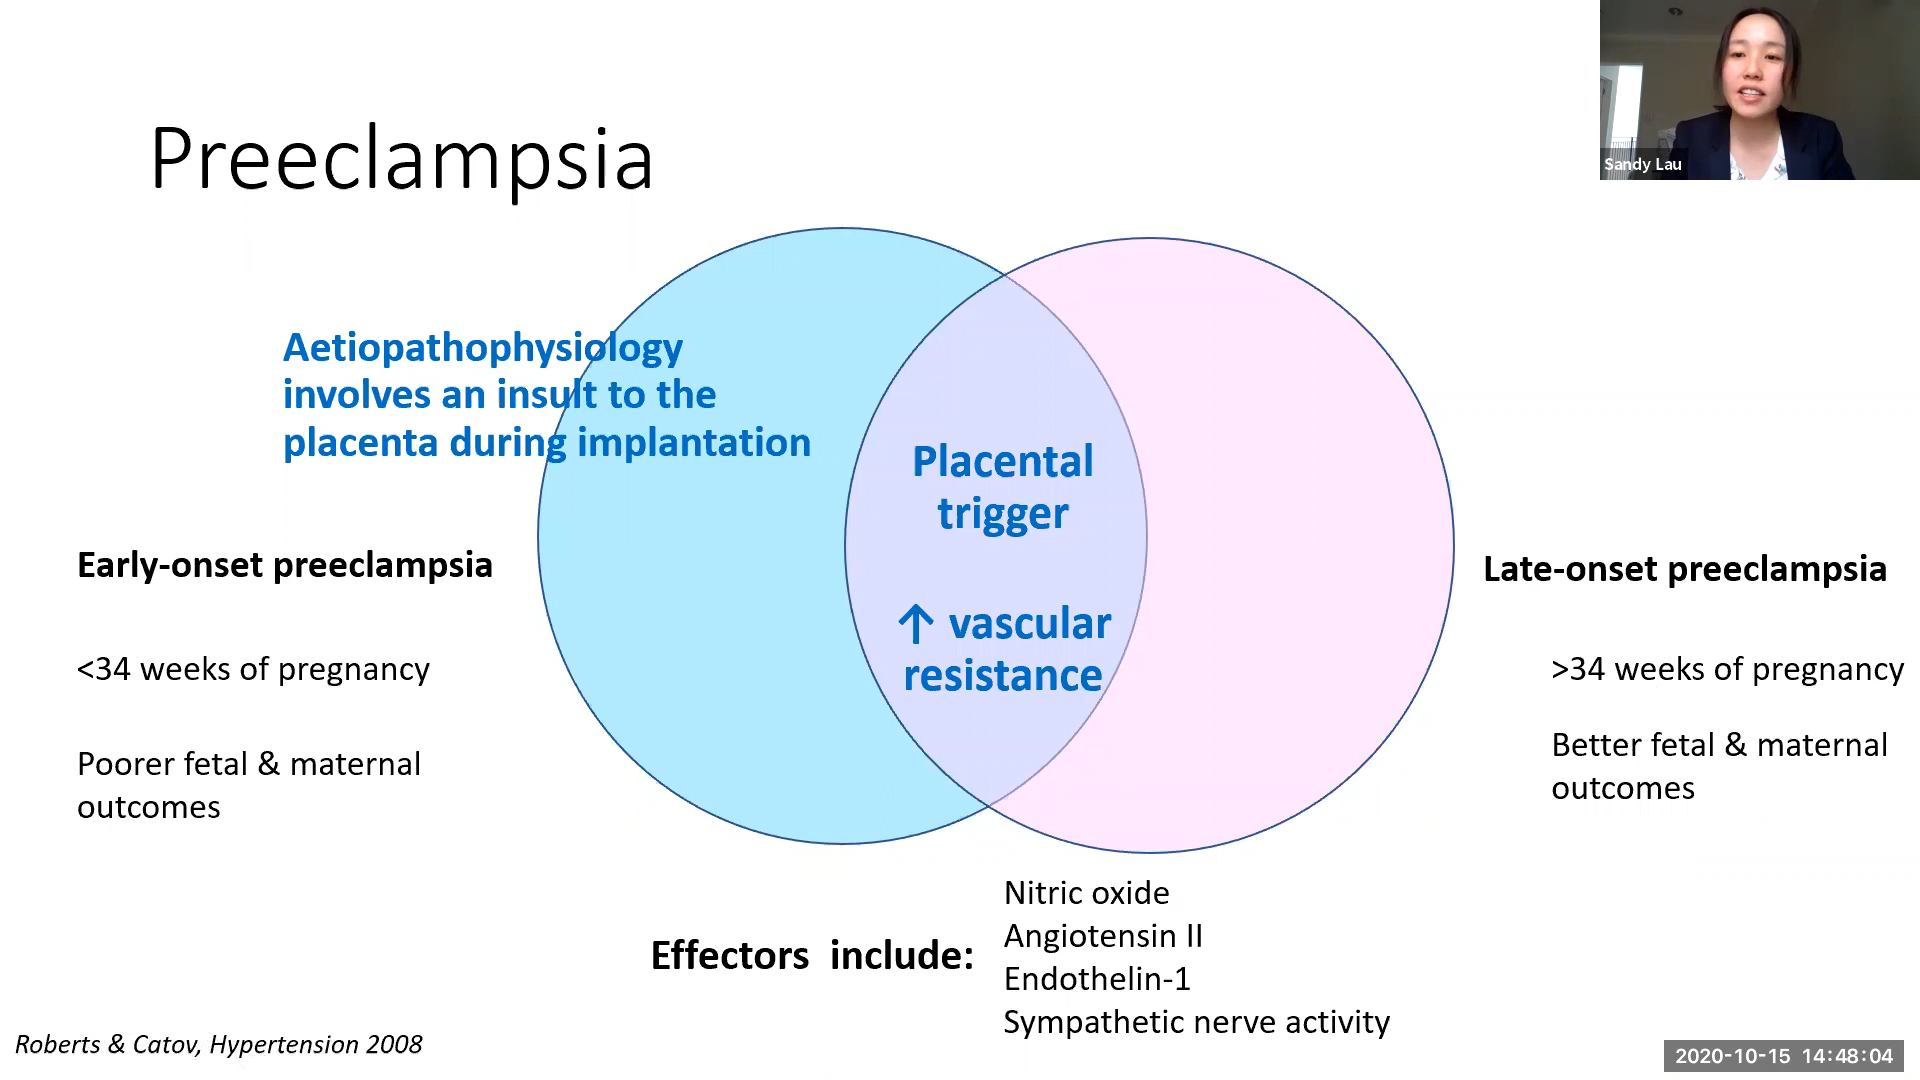 Sandy Lau
Preeclampsia
Aetiopathophysiology
involves an insult to the
placenta during implantation
Placental
trigger
↑ vascular
resistance
Early-onset preeclampsia
<34 weeks of pregnancy
Poorer fetal & maternal
outcomes
Late-onset preeclampsia
>34 weeks of pregnancy
Better fetal & maternal
outcomes
Effectors include:
Nitric oxide
Angiotensin II
Endothelin-1
Sympathetic nerve activity
Roberts & Catov, Hypertension 2008
2020-10-15 14:48:04